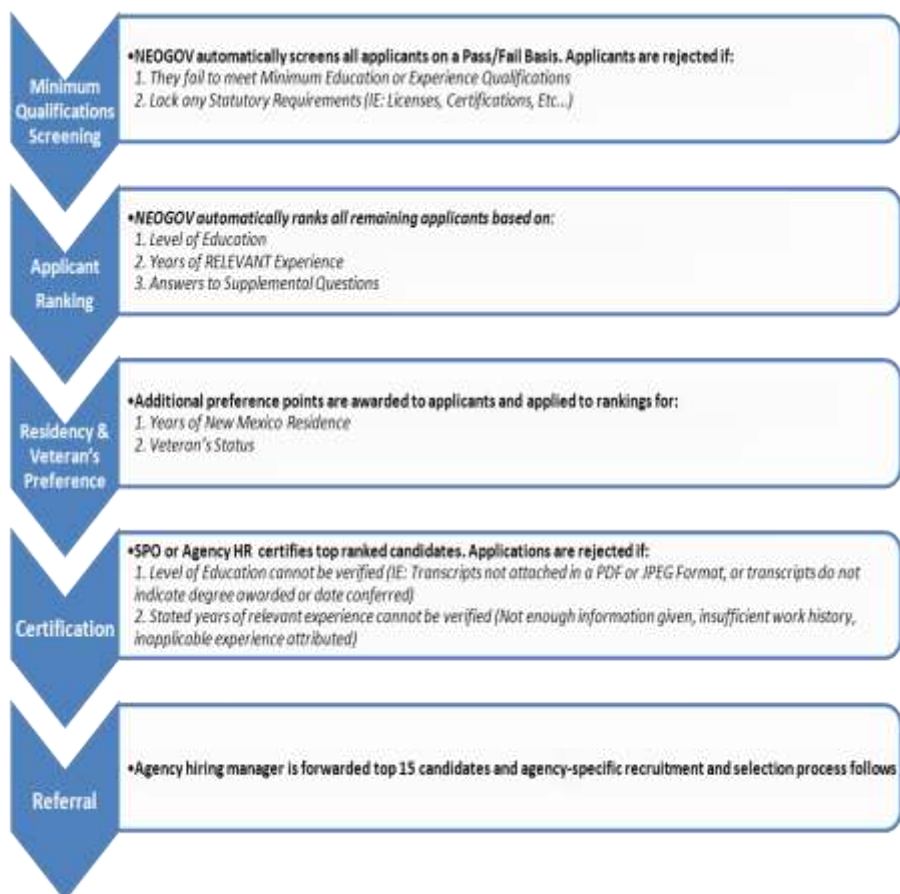 Minimum
Qualifications
Screening
•NEOGOV automatically screens all applicants on a Pass/Fail Basis. Applicants are rejected if:
1. They fail to meet Minimum Education or Experience Qualifications
2. Lack any Statutory Requirements (IE: Licenses, Certifications, Etc...)
Applicant
Ranking
•NEOGOV automatically ranks all remaining applicants based on:
1. Level of Education
2. Years of RELEVANT Experience
3. Answers to Supplemental Questions
Residency &
Veteran's
Preference
•Additional preference points are awarded to applicants and applied to rankings for:
1. Years of New Mexico Residence
2. Veteran's Status
Certification
•SPO or Agency HR certifies top ranked candidates. Applications are rejected if:
1. Level of Education cannot be verified (IE: Transcripts not attached in a PDF or JPEG Format, or transcripts do not
indicate degree awarded or date conferred)
2. Stated years of relevant experience cannot be verified (Not enough information given, insufficient work history,
inapplicable experience attributed)
Referral
•Agency hiring manager is forwarded top 15 candidates and agency-specific recruitment and selection process follows